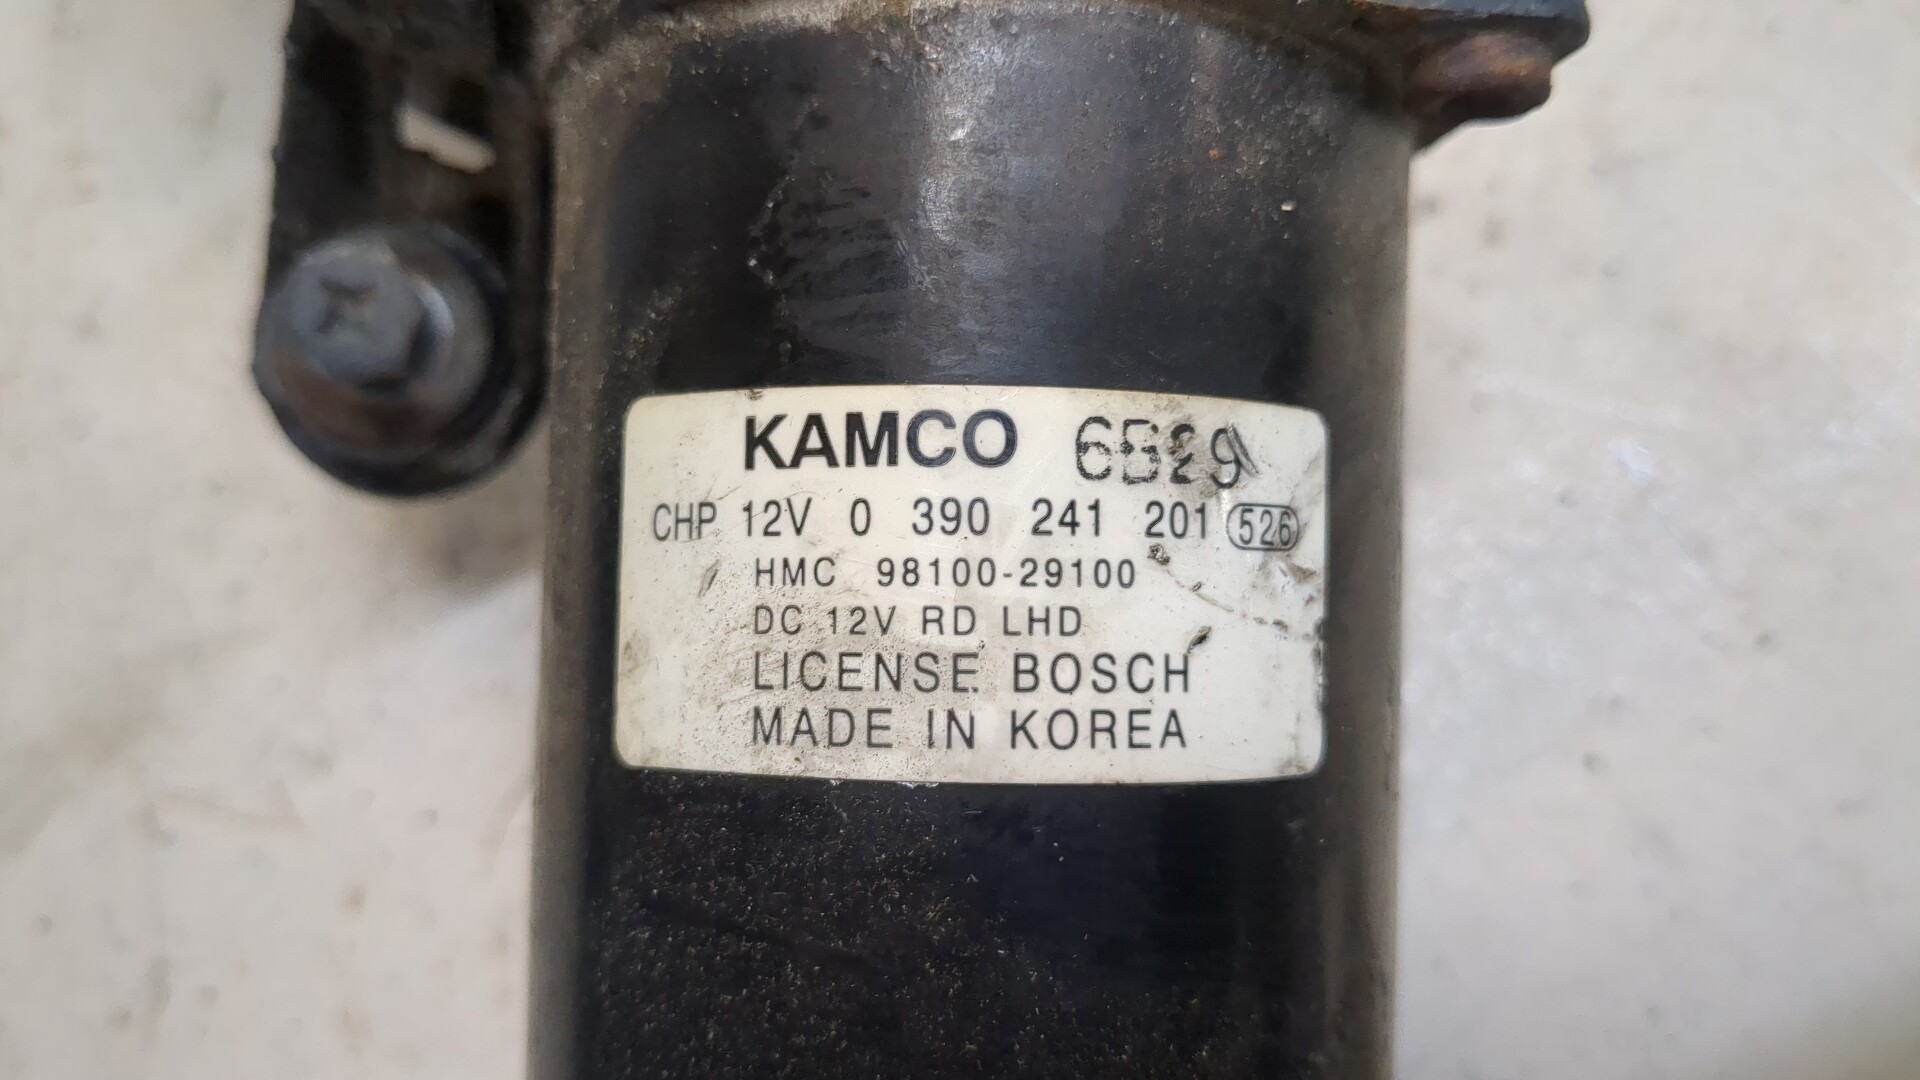 KAMCO 6529
CHP 12V 0 390 241 201 526
HMC 98100-29100
DC 12V RD LHD
LICENSE BOSCH
MADE IN KOREA